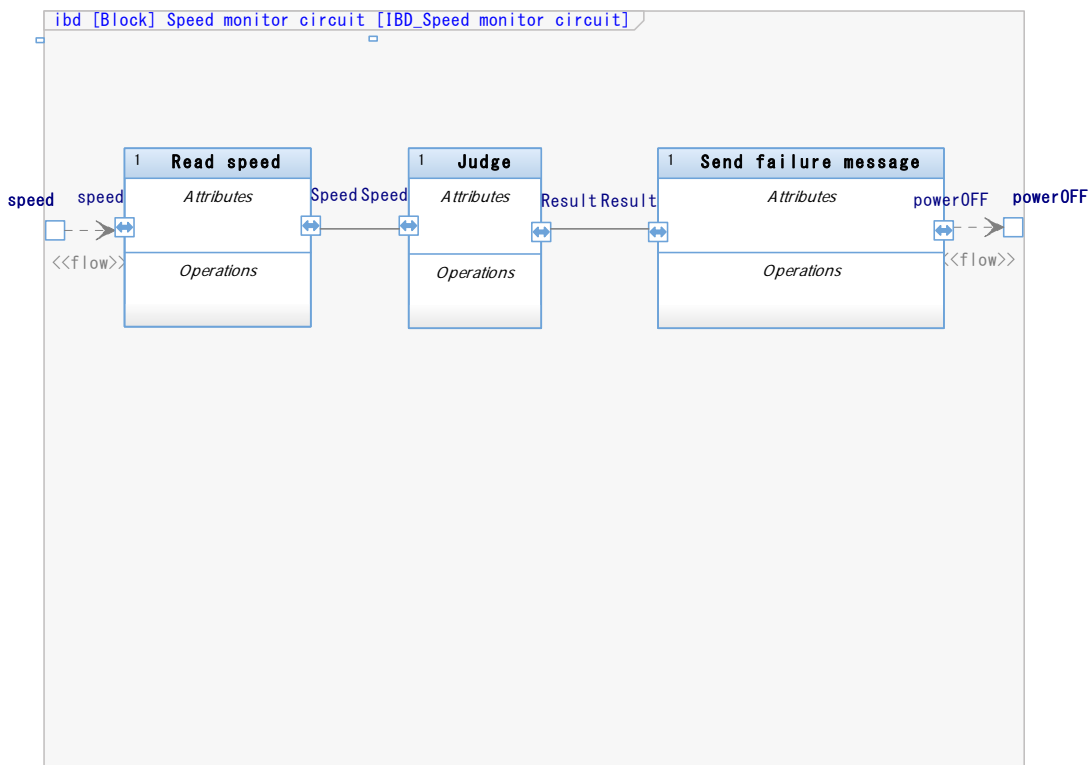 ibd [Block] Speed monitor circuit [IBD_Speed monitor circuit]
1 Read speed
1 Judge
1 Send failure message
speed
speed
Attributes
Speed
Speed
Attributes
Result
Result
Attributes
powerOFF
powerOFF
<<flow>>
Operations
Operations
Operations
<<flow>>